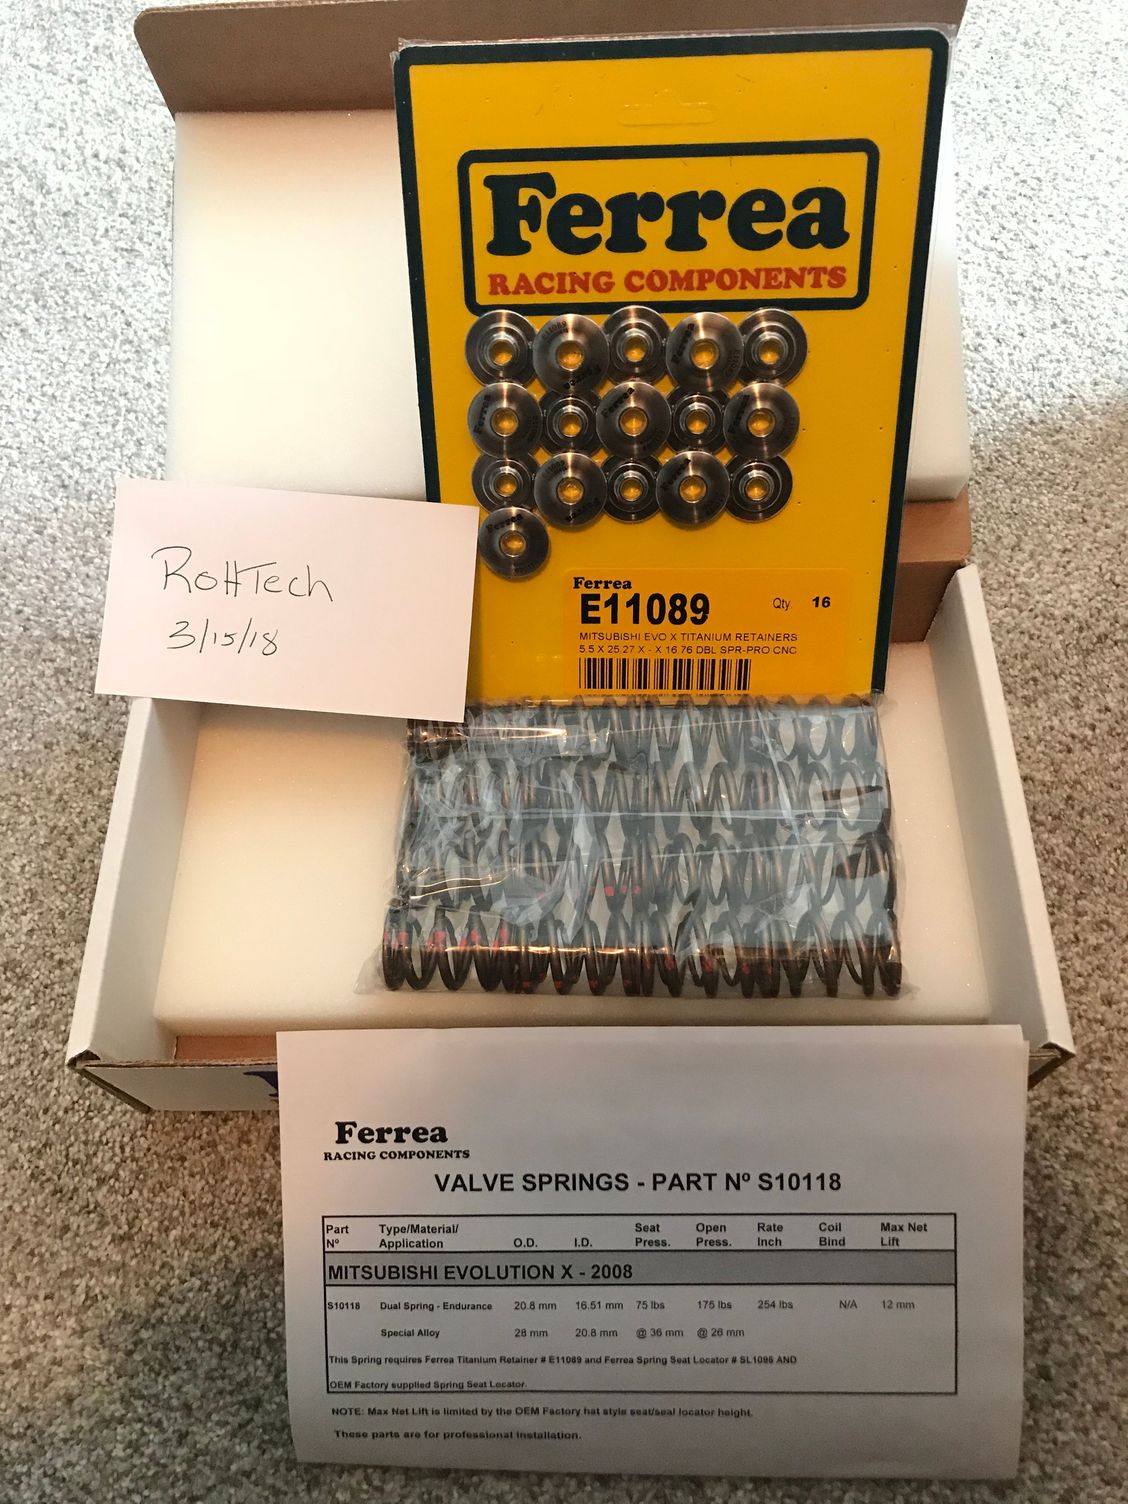 Ferrea
RACING COMPONENTS
RoHTech
3/15/18
Ferrea
E11089 Qty. 16
MITSUBISHI EVO X TITANIUM RETAINERS
5.5 X 25.27 X - X 16.76 DBL SPR-PRO CNC
Ferrea
RACING COMPONENTS
VALVE SPRINGS - PART Nº S10118
Part Nº Type/Material/ Application O.D. I.D. Seat Press. Open Press. Rate Inch Coil Bind Max Net Lift
MITSUBISHI EVOLUTION X - 2008
S10118 Dual Spring - Endurance 20.8 mm 16.51 mm 75 lbs 175 lbs 254 lbs N/A 12 mm
Special Alloy 28 mm 20.8 mm @ 36 mm @ 26 mm
This Spring requires Ferrea Titanium Retainer # E11089 and Ferrea Spring Seat Locator # SL1096 AND
OEM Factory supplied Spring Seat Locator.
NOTE: Max Net Lift is limited by the OEM Factory hat style seat/seal locator height.
These parts are for professional installation.